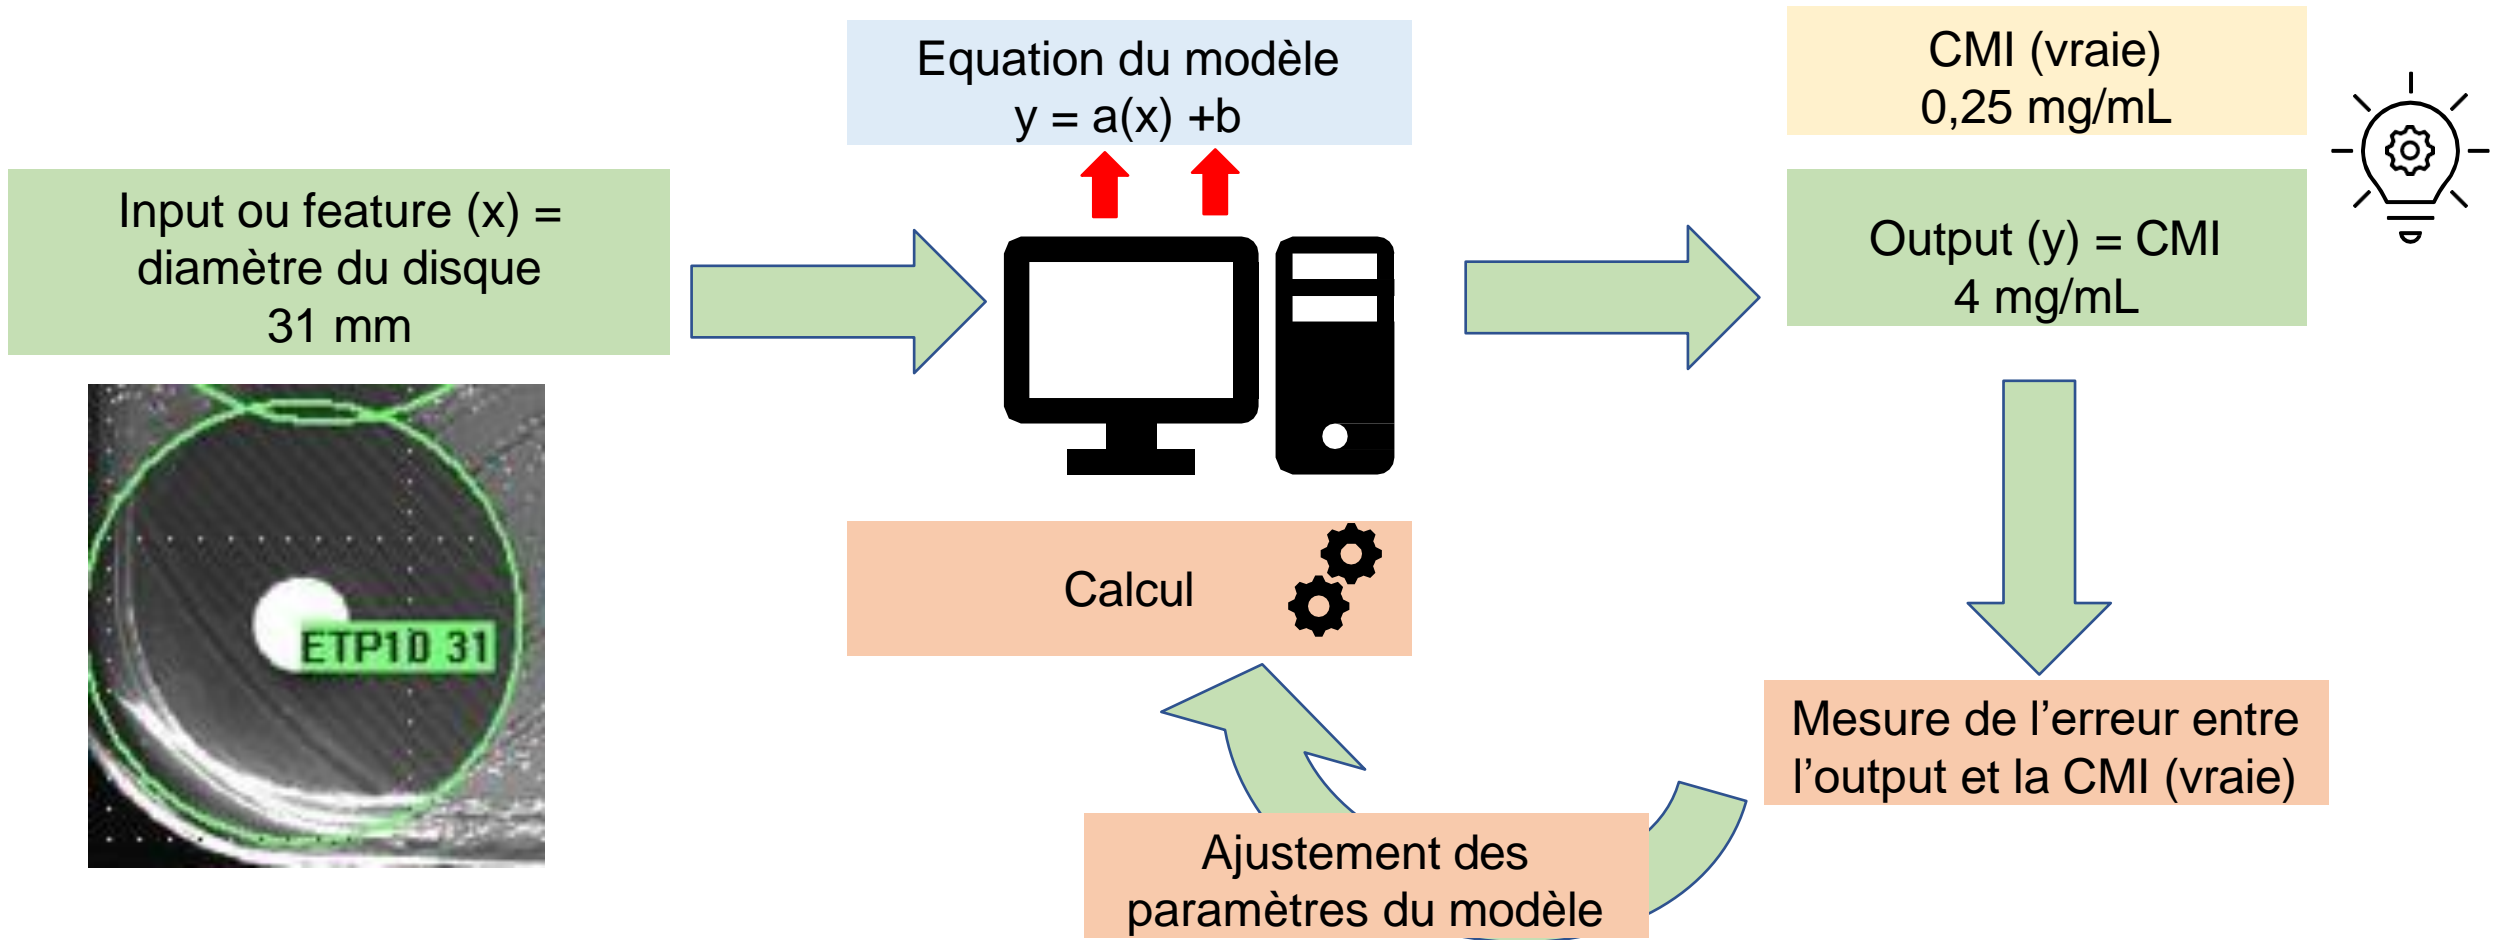 Equation du modèle
y = a(x) +b
CMI (vraie)
0,25 mg/mL
Input ou feature (x) =
diamètre du disque
31 mm
Output (y) = CMI
4 mg/mL
ETP10 31
Calcul
Mesure de l’erreur entre
l’output et la CMI (vraie)
Ajustement des
paramètres du modèle